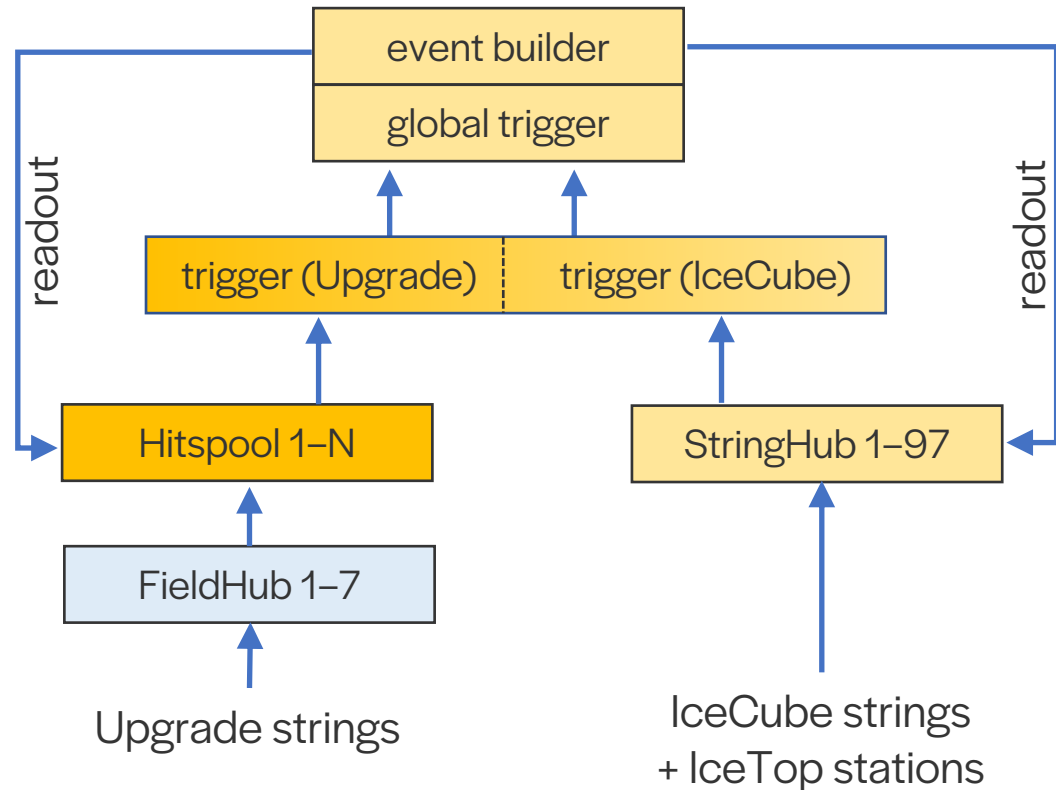 event builder
global trigger
readout
readout
trigger (Upgrade)
trigger (IceCube)
Hitspool 1–N
StringHub 1–97
FieldHub 1–7
Upgrade strings
IceCube strings
+ IceTop stations